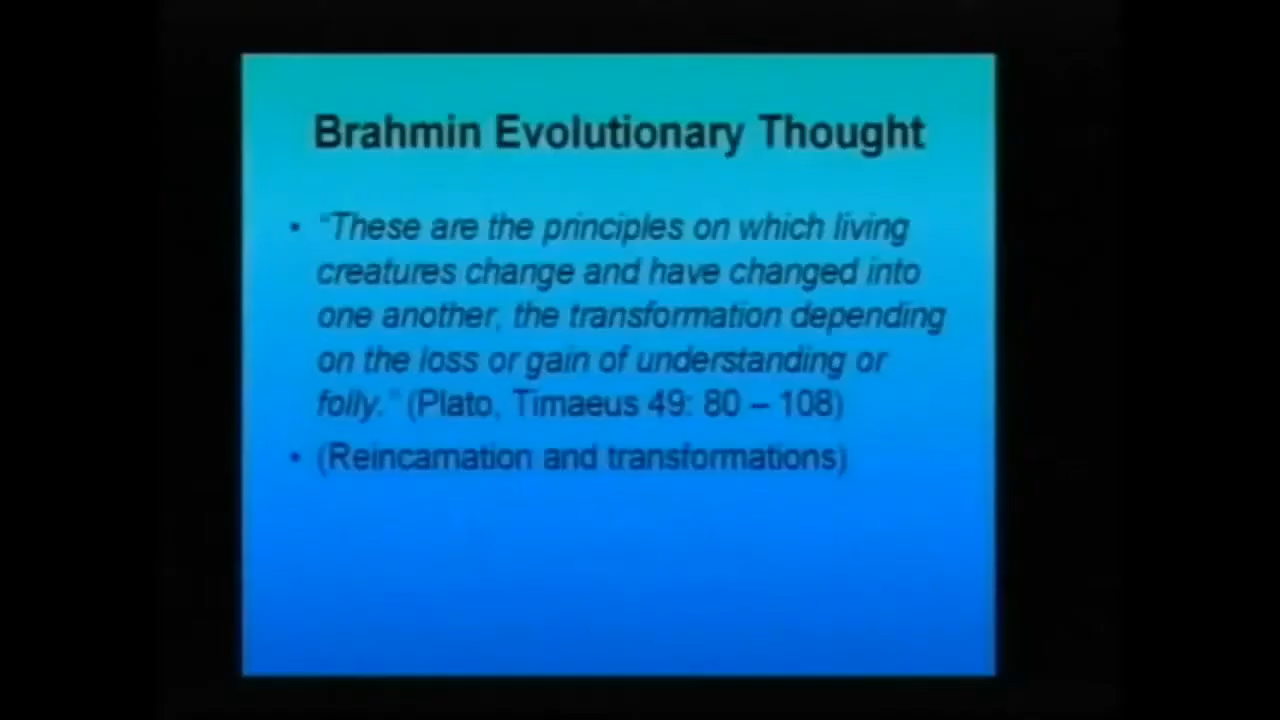 Brahmin Evolutionary Thought
• "These are the principles on which living
creatures change and have changed into
one another, the transformation depending
on the loss or gain of understanding or
folly." (Plato, Timaeus 49: 80 – 108)
• (Reincarnation and transformations)